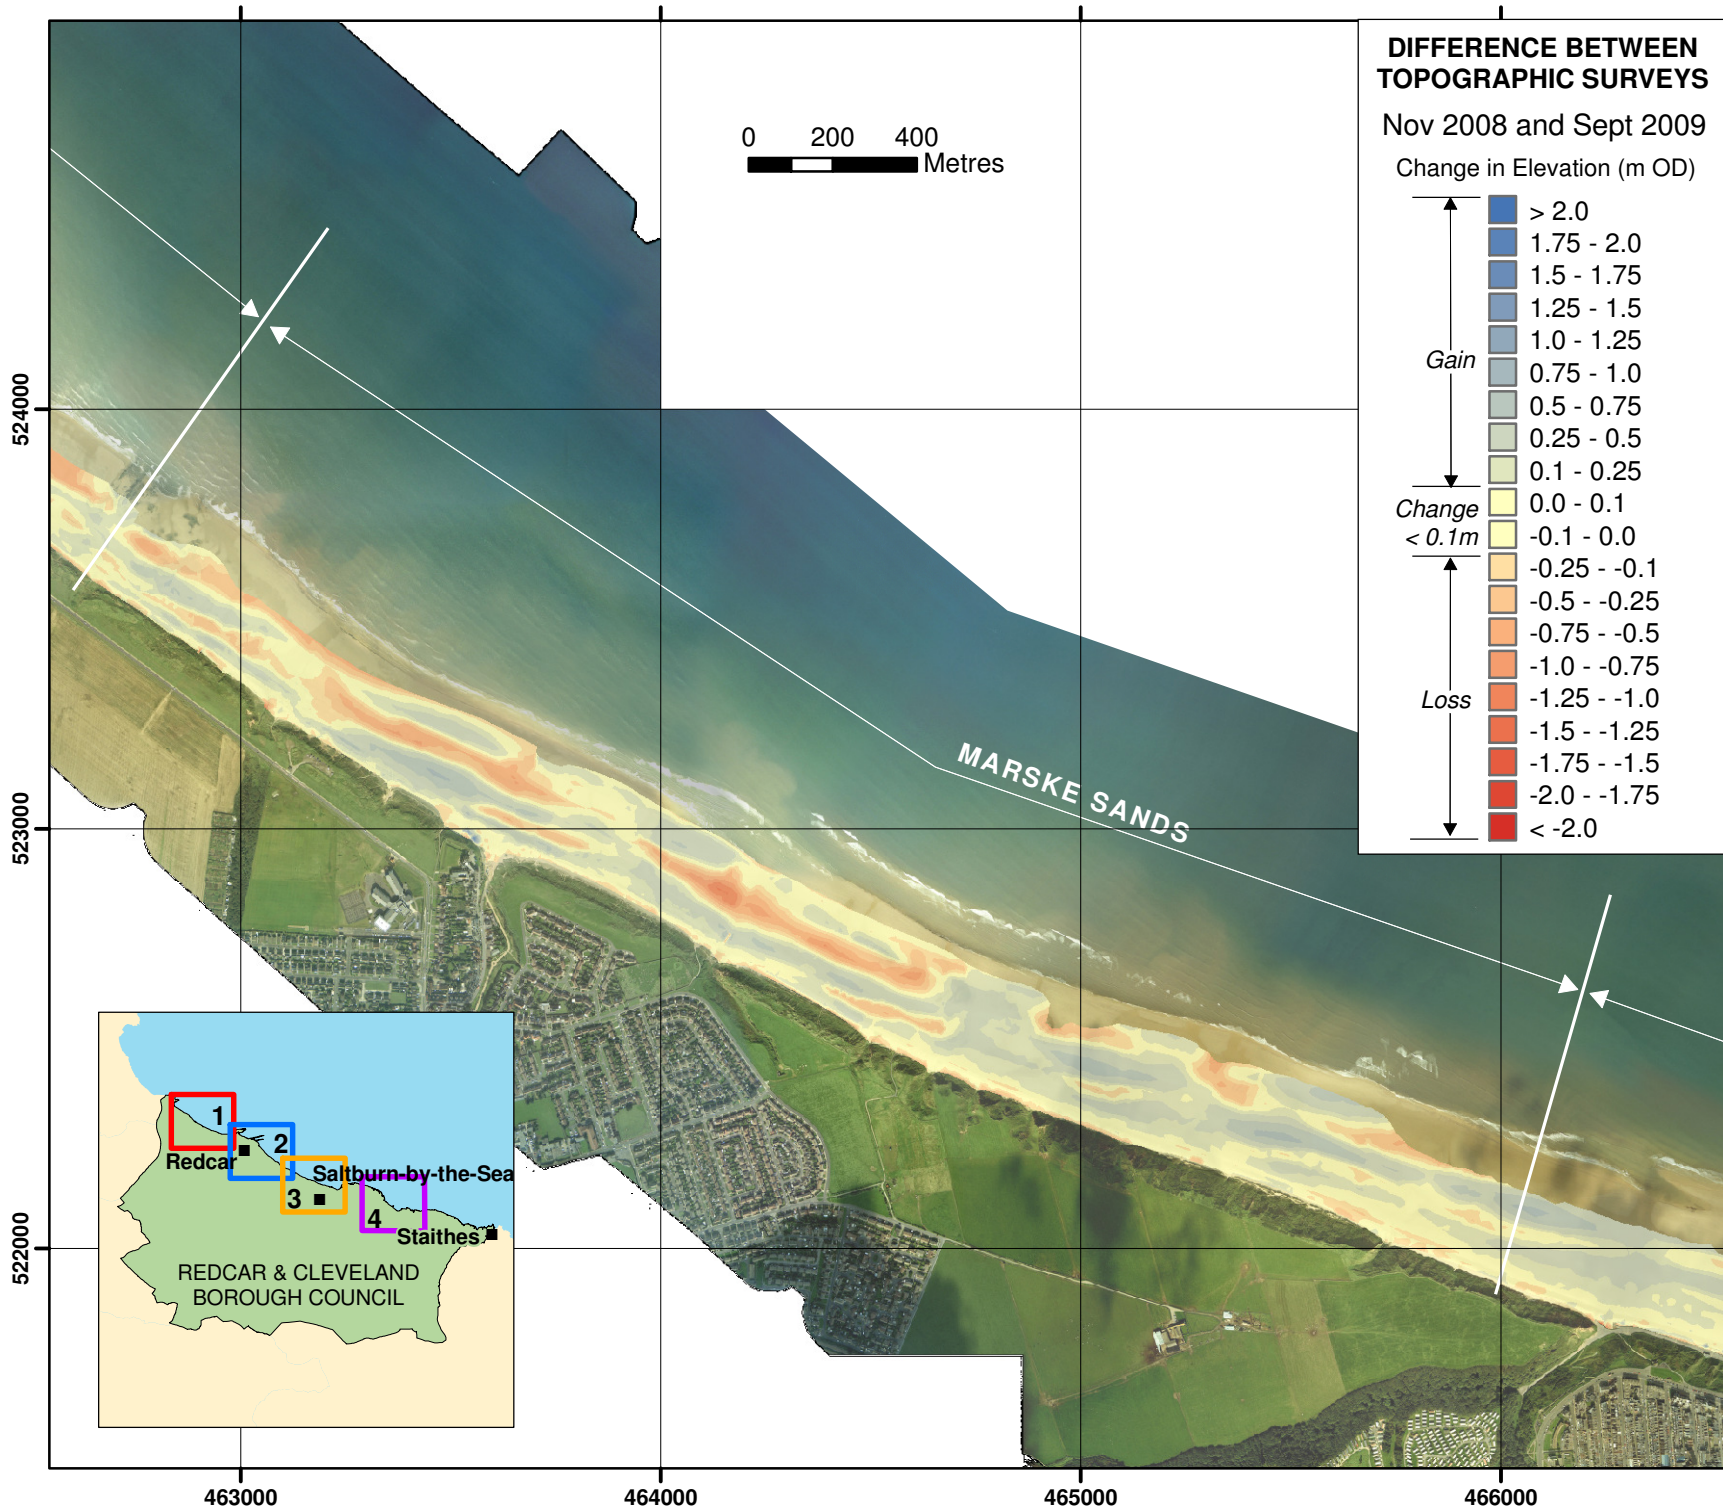 DIFFERENCE BETWEEN
TOPOGRAPHIC SURVEYS
Nov 2008 and Sept 2009
Change in Elevation (m OD)
> 2.0
1.75 - 2.0
1.5 - 1.75
1.25 - 1.5
1.0 - 1.25
Gain
0.75 - 1.0
0.5 - 0.75
0.25 - 0.5
0.1 - 0.25
0.0 - 0.1
Change
< 0.1m
-0.1 - 0.0
-0.25 - -0.1
-0.5 - -0.25
-0.75 - -0.5
-1.0 - -0.75
-1.25 - -1.0
Loss
-1.5 - -1.25
-1.75 - -1.5
-2.0 - -1.75
< -2.0
0 200 400
Metres
MARSKE SANDS
524000
523000
522000
463000
464000
465000
466000
1
2
Redcar
Saltburn-by-the-Sea
3
4
Staithes
REDCAR & CLEVELAND
BOROUGH COUNCIL